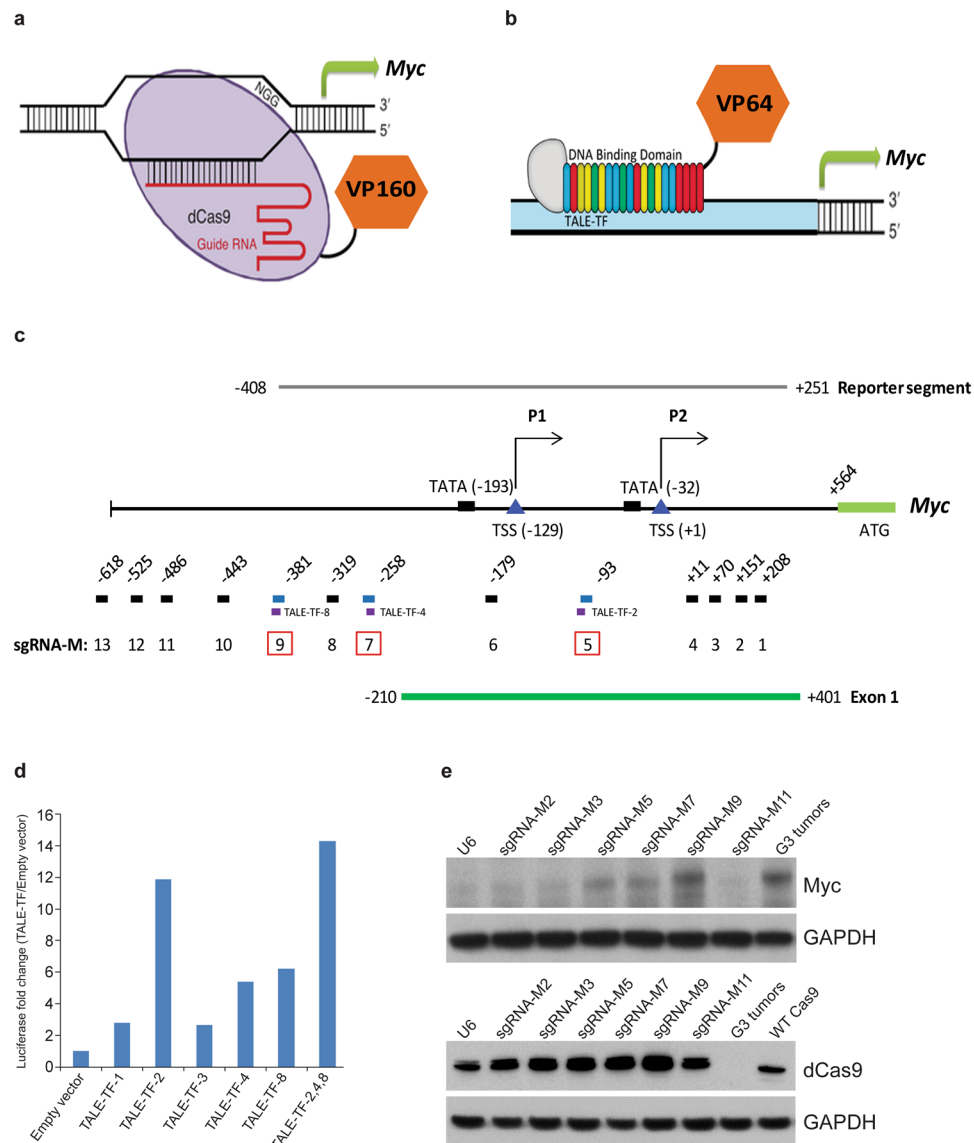 a
NGG
Myc
3′
5′
VP160
dCas9
Guide RNA
b
VP64
DNA Binding Domain
Myc
TALE-TF
3′
5′
c
-408 +251 Reporter segment
P1 P2
TATA (-193) TATA (-32) +564
Myc
TSS (-129) TSS (+1) ATG
-618 -525 -486 -443 -381 -319 -258 -179 -93 +11 +70 +151 +208
TALE-TF-8 TALE-TF-4 TALE-TF-2
sgRNA-M: 13 12 11 10 9 8 7 6 5 4 3 2 1
-210 +401 Exon 1
d
Luciferase fold change (TALE-TF/Empty vector)
16
14
12
10
8
6
4
2
0
Empty vector TALE-TF-1 TALE-TF-2 TALE-TF-3 TALE-TF-4 TALE-TF-8 TALE-TF-2,4,8
e
U6 sgRNA-M2 sgRNA-M3 sgRNA-M5 sgRNA-M7 sgRNA-M9 sgRNA-M11 G3 tumors
Myc
GAPDH
U6 sgRNA-M2 sgRNA-M3 sgRNA-M5 sgRNA-M7 sgRNA-M9 sgRNA-M11 G3 tumors WT Cas9
dCas9
GAPDH